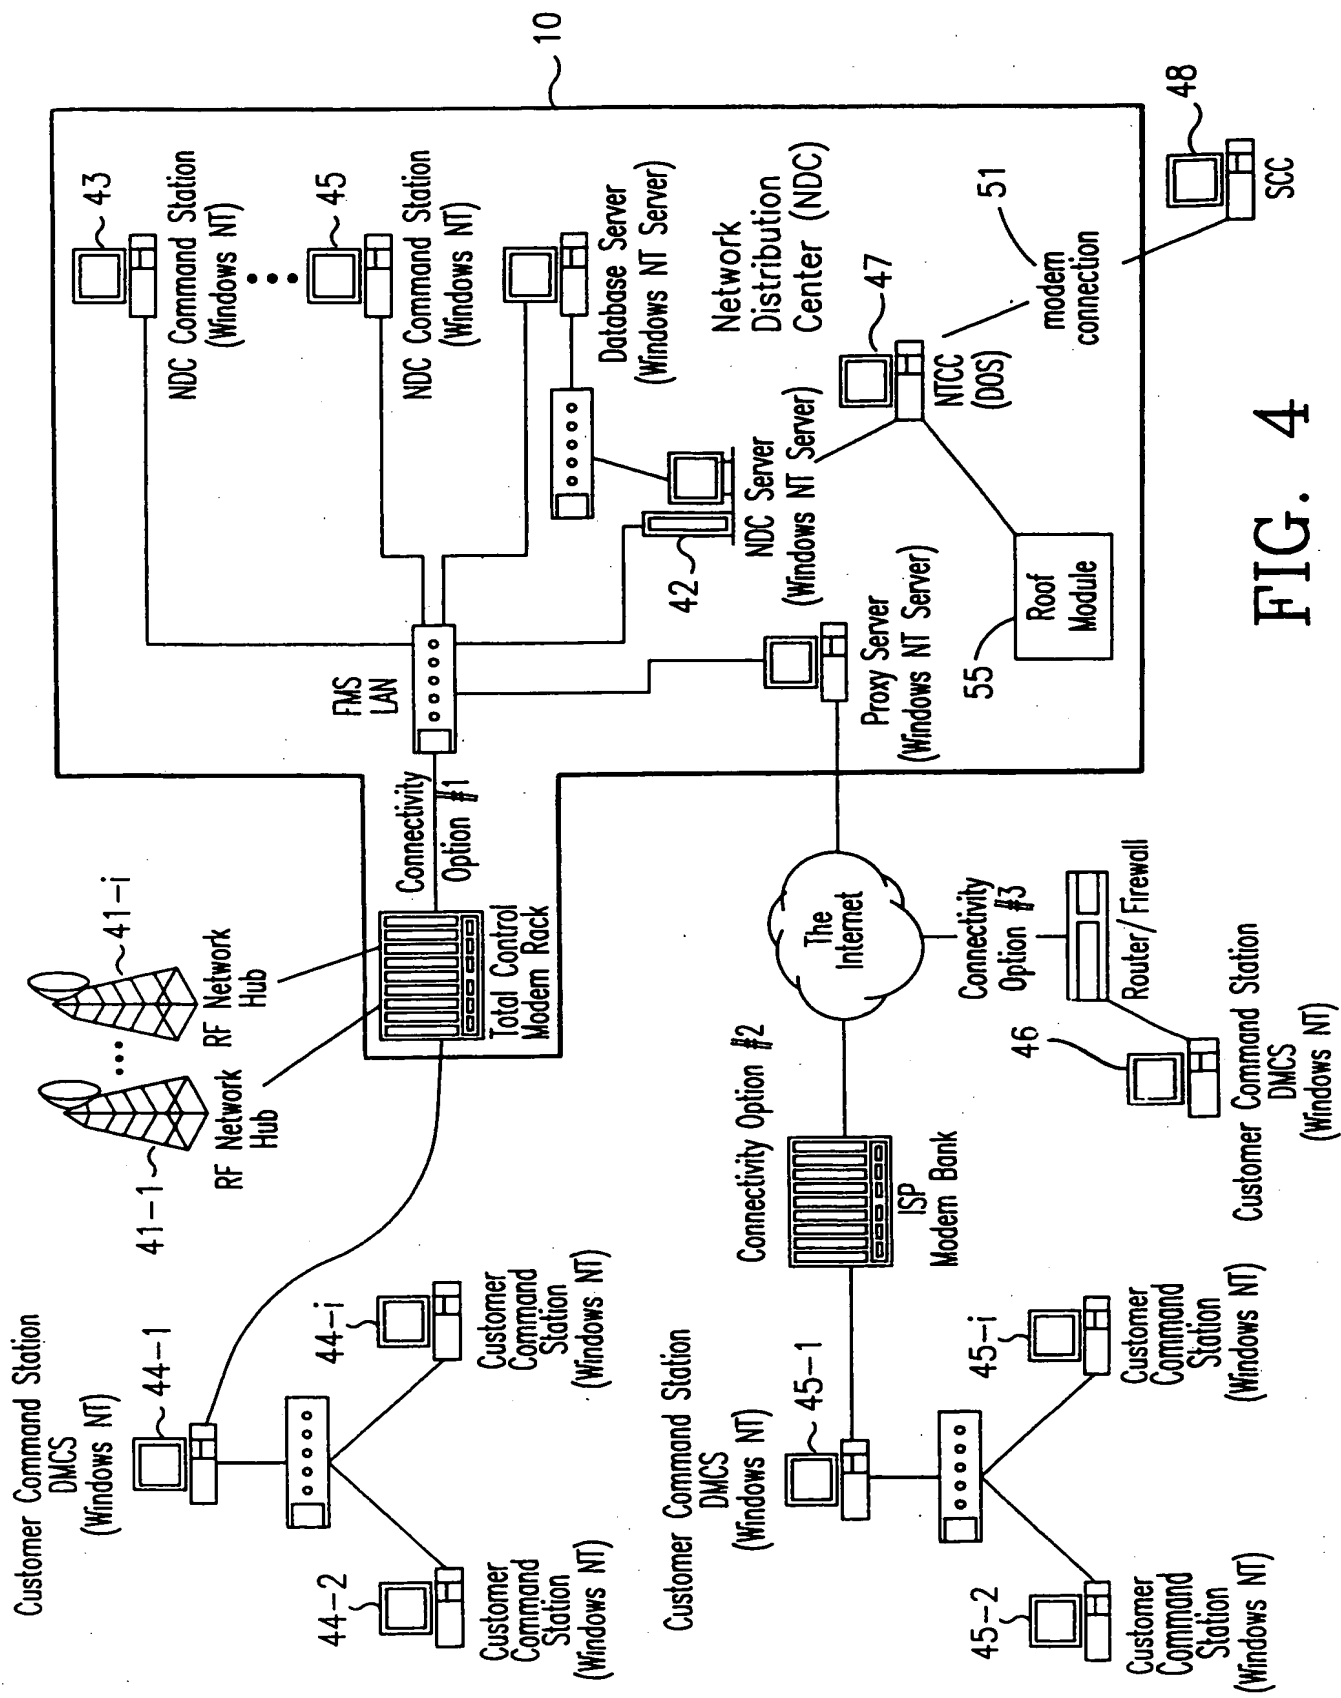 Customer Command Station
DMCS
(Windows NT)
44-1
44-2
Customer
Command
Station
(Windows NT)
44-i
Customer
Command
Station
(Windows NT)
41-1
RF Network
Hub
41-i
RF Network
Hub
Total Control
Modem Rack
Connectivity
Option #1
FMS
LAN
43
NDC Command Station
(Windows NT)
45
NDC Command Station
(Windows NT)
Database Server
(Windows NT Server)
42
NDC Server
(Windows NT Server)
Network
Distribution
Center (NDC)
10
Customer Command Station
DMCS
(Windows NT)
45-1
45-2
Customer
Command
Station
(Windows NT)
45-i
Customer
Command
Station
(Windows NT)
Connectivity Option #2
ISP
Modem Bank
The
Internet
Connectivity
Option #3
Router/Firewall
46
Customer Command Station
DMCS
(Windows NT)
Proxy Server
(Windows NT Server)
47
NTCC
(DOS)
55
Roof
Module
51
modem
connection
48
SCC
FIG. 4